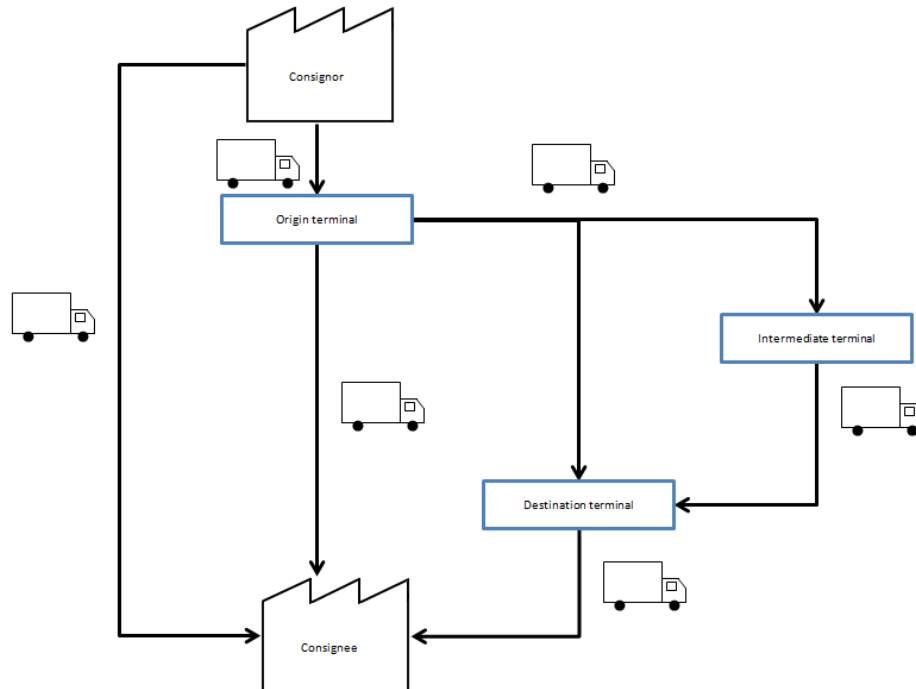 Consignor
Origin terminal
Intermediate terminal
Destination terminal
Consignee